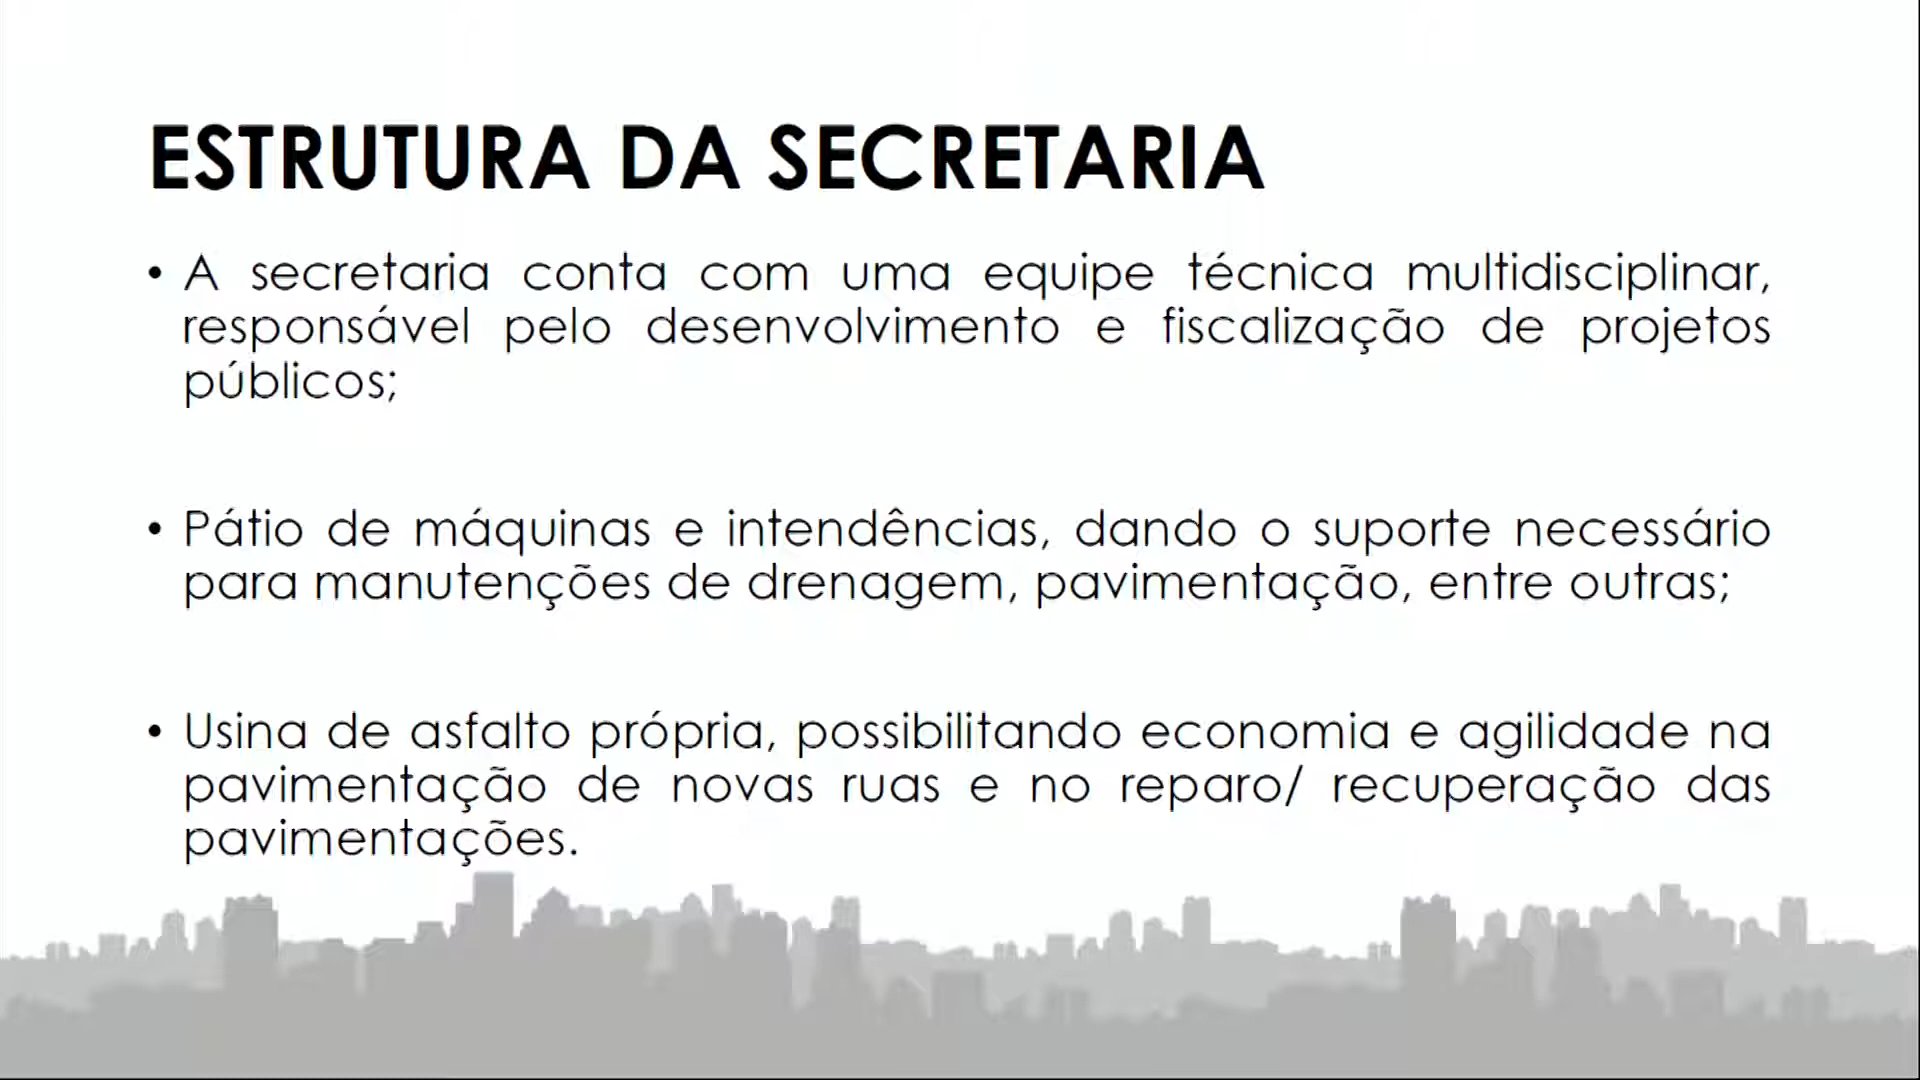 ESTRUTURA DA SECRETARIA
• A secretaria conta com uma equipe técnica multidisciplinar,
responsável pelo desenvolvimento e fiscalização de projetos
públicos;
• Pátio de máquinas e intendências, dando o suporte necessário
para manutenções de drenagem, pavimentação, entre outras;
• Usina de asfalto própria, possibilitando economia e agilidade na
pavimentação de novas ruas e no reparo/ recuperação das
pavimentações.